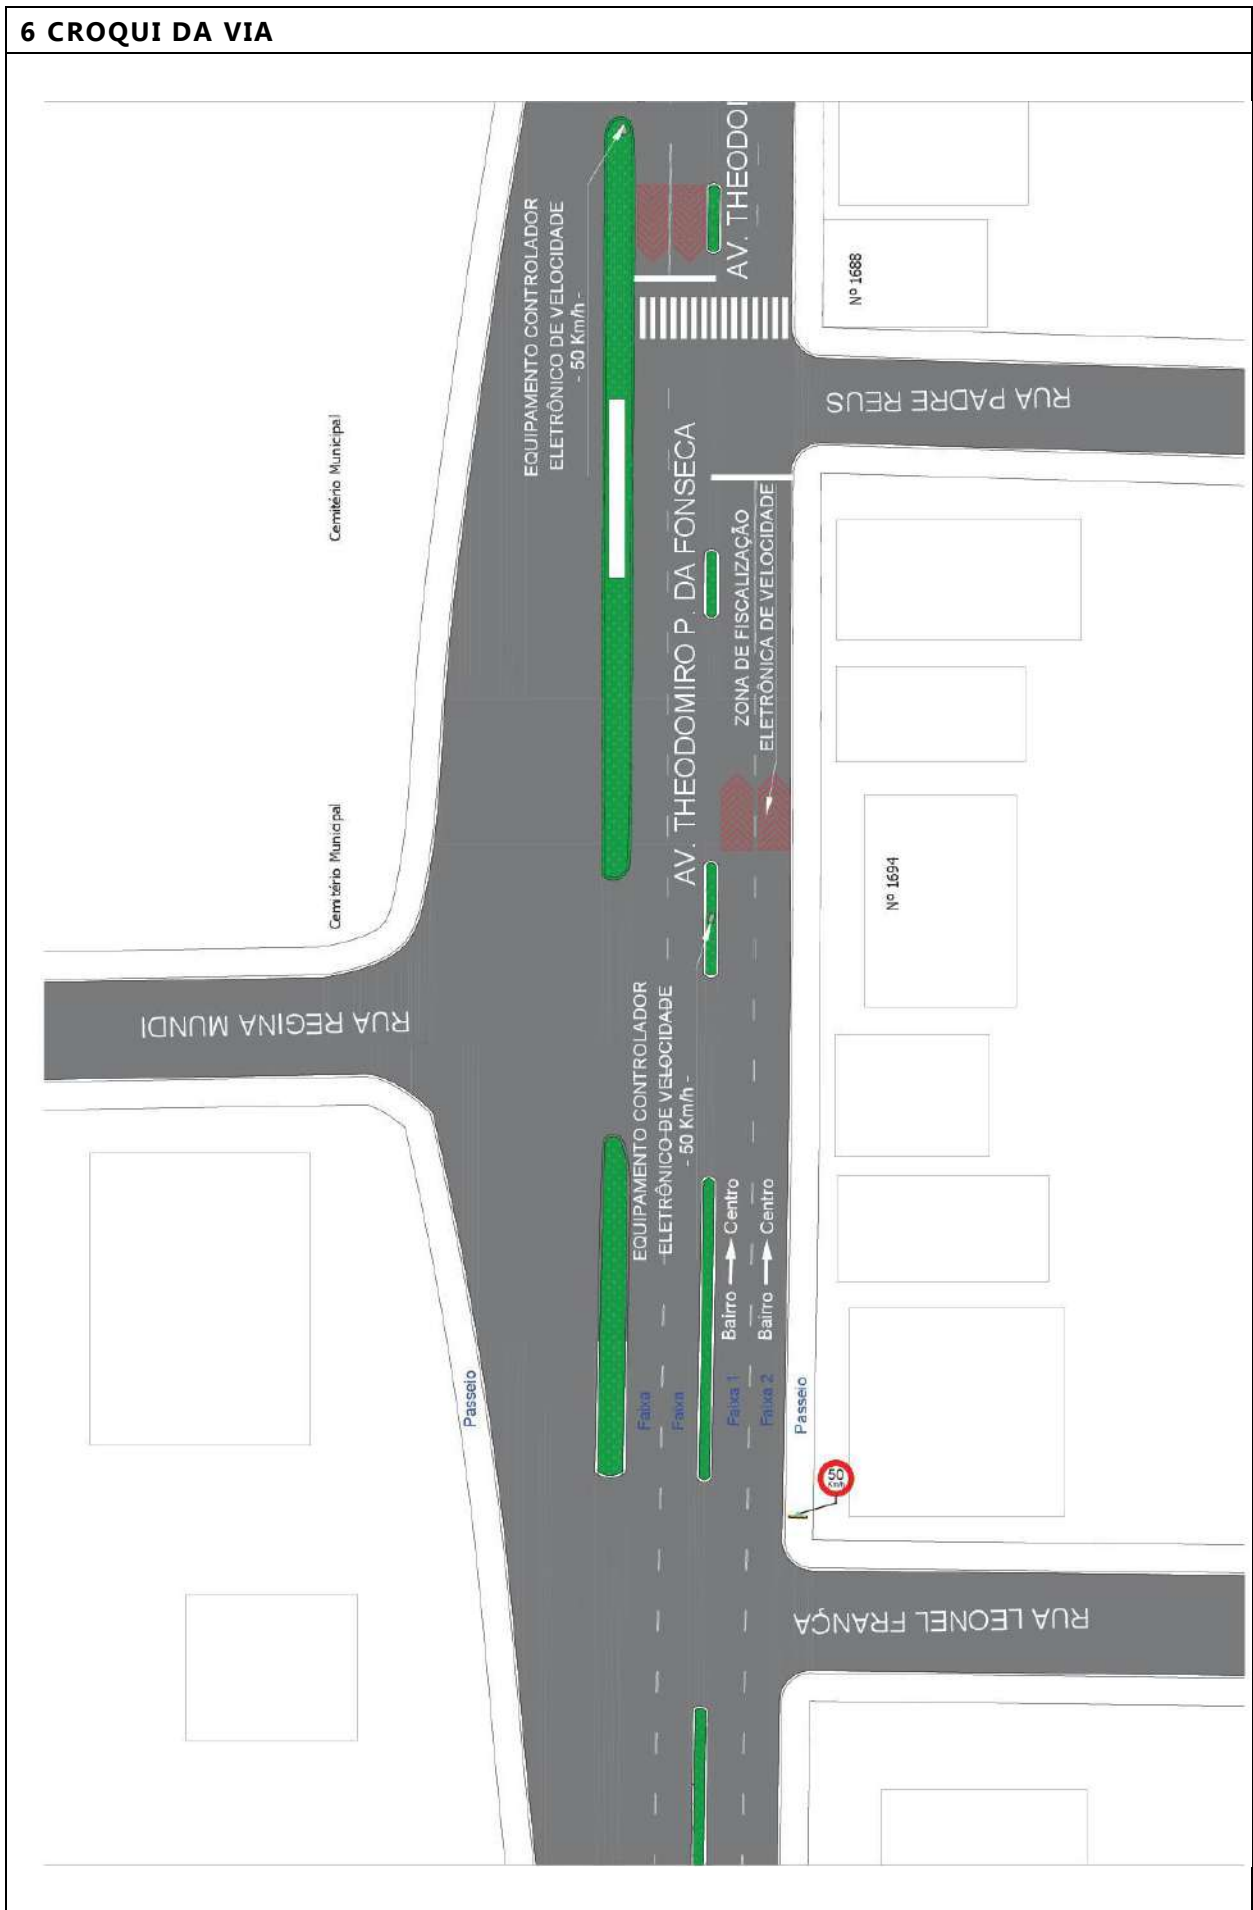 6 CROQUI DA VIA
AV. THEODOI
EQUIPAMENTO CONTROLADOR
ELETRÔNICO DE VELOCIDADE
- 50 Km/h -
Nº 1688
Cemitério Municipal
RUA PADRE REUS
AV. THEODOMIRO P. DA FONSECA
ZONA DE FISCALIZAÇÃO
ELETRÔNICA DE VELOCIDADE
Cemitério Municipal
Nº 1694
RUA REGINA MUNDI
EQUIPAMENTO CONTROLADOR
ELETRÔNICO DE VELOCIDADE
- 50 Km/h -
Bairro Centro
Bairro Centro
Passeio
Faixa
Faixa
Faixa 1
Faixa 2
Passeio
50
Km/h
RUA LEONEL FRANÇA